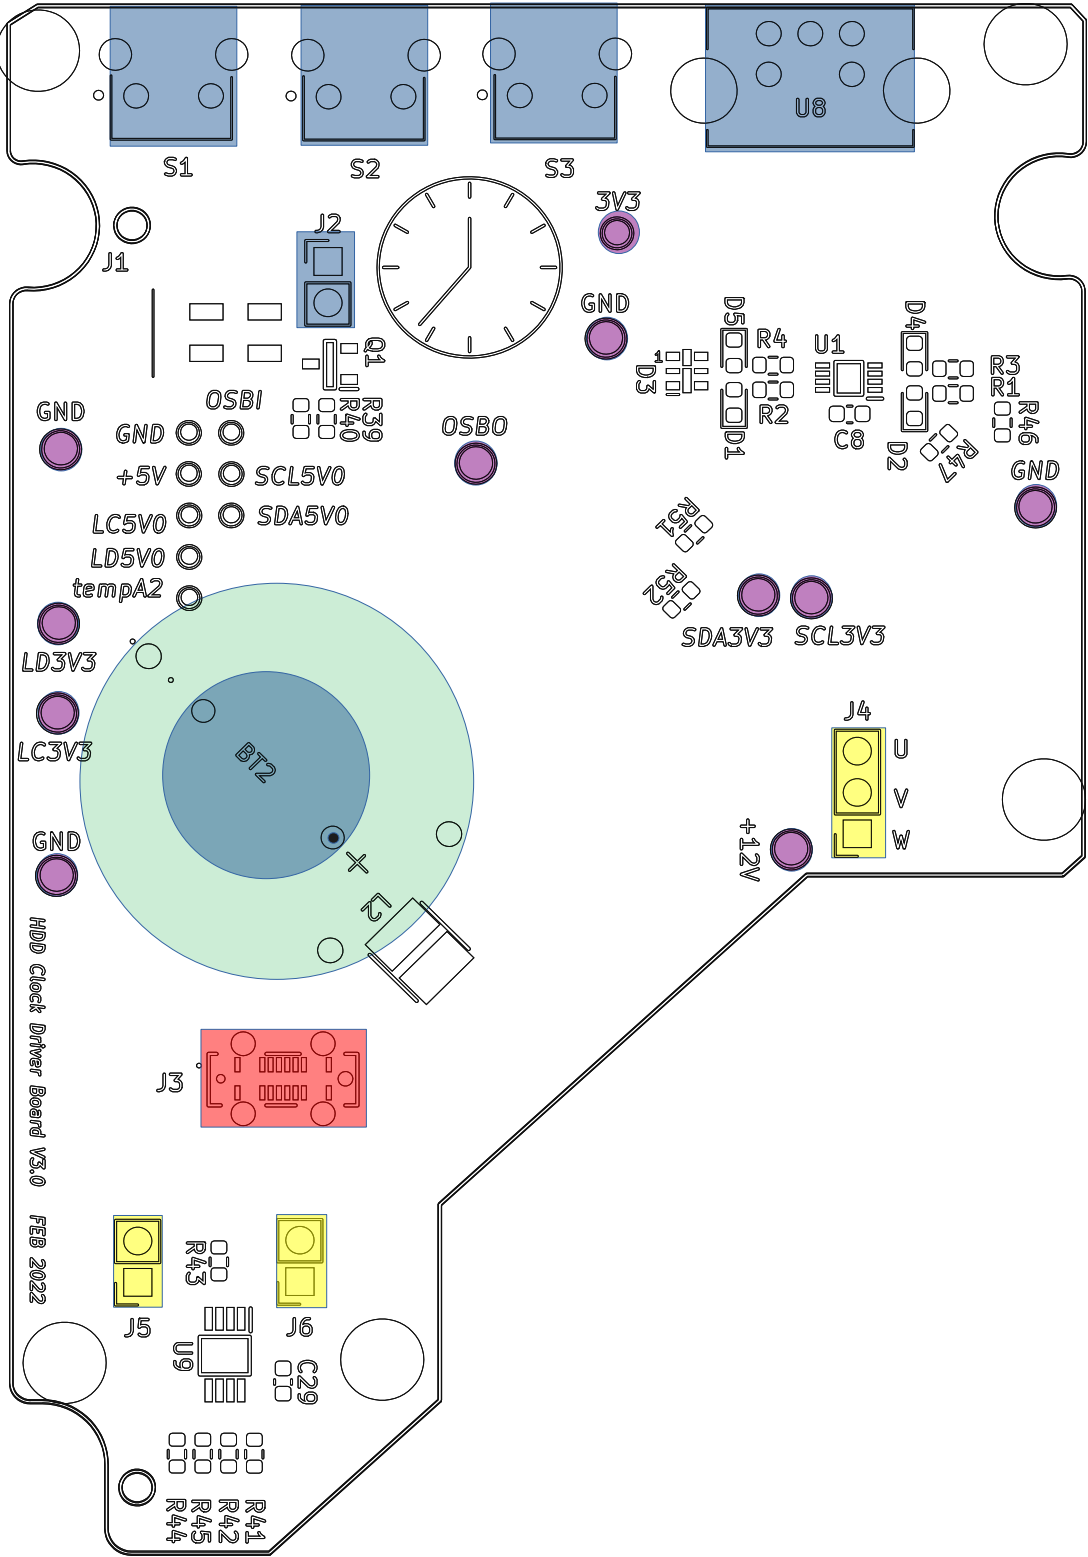 U8
S1
S2
S3
3V3
J2
J1
GND
D5
D4
R4
U1
Q1
1
D3
R3
R1
R2
C8
D1
D2
R46
R47
GND
OSBI
R40
R39
GND
OSBO
GND
+5V
SCL5V0
LC5V0
SDA5V0
LD5V0
tempA2
R51
R52
SDA3V3
SCL3V3
LD3V3
LC3V3
BT2
J4
U
V
W
+12V
GND
+
L2
HDD Clock Driver Board V3.0 FEB 2022
J3
R43
J5
J6
U9
C29
R44
R45
R42
R41